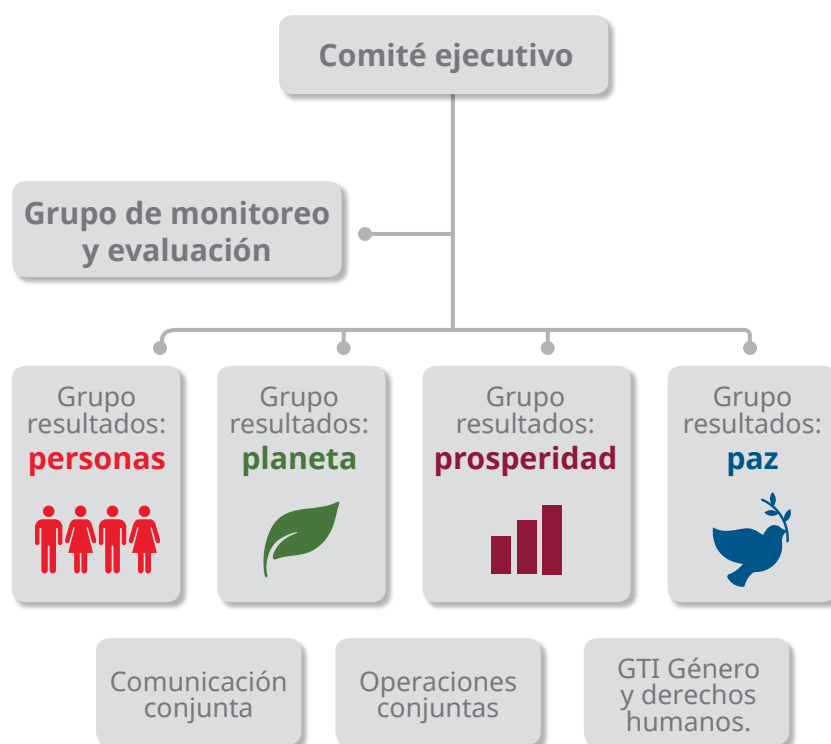 Comité ejecutivo
Grupo de monitoreo
y evaluación
Grupo
resultados:
personas
Grupo
resultados:
planeta
Grupo
resultados:
prosperidad
Grupo
resultados:
paz
Comunicación
conjunta
Operaciones
conjuntas
GTI Género
y derechos
humanos.